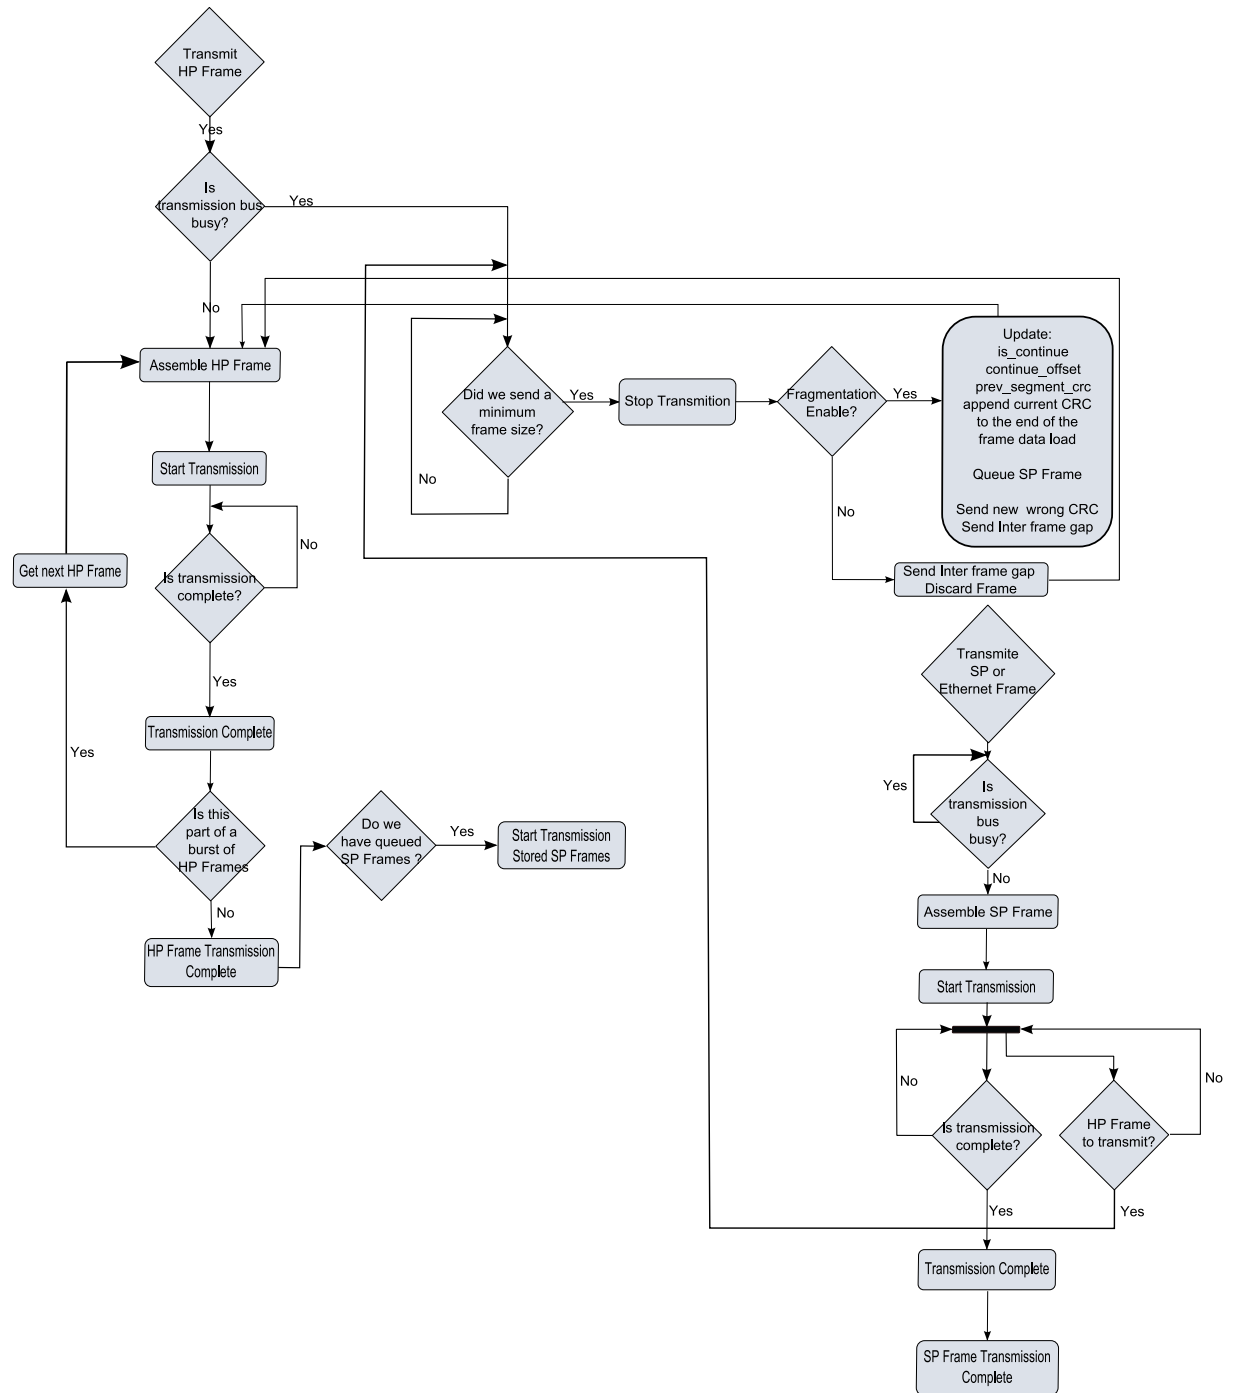 Transmit
HP Frame
Yes
Is
transmission bus
busy?
Yes
No
Assemble HP Frame
Start Transmission
No
Is transmission
complete?
Get next HP Frame
Yes
Transmission Complete
Yes
Is this
part of a
burst of
HP Frames
No
HP Frame Transmission
Complete
Do we
have queued
SP Frames ?
Yes
Start Transmission
Stored SP Frames
Did we send a
minimum
frame size?
No
Yes
Stop Transmition
Fragmentation
Enable?
Yes
No
Update:
is_continue
continue_offset
prev_segment_crc
append current CRC
to the end of the
frame data load
Queue SP Frame
Send new wrong CRC
Send Inter frame gap
Send Inter frame gap
Discard Frame
Transmite
SP or
Ethernet Frame
Yes
Is
transmission
bus
busy?
No
Assemble SP Frame
Start Transmission
No
Is transmission
complete?
HP Frame
to transmit?
No
Yes
Yes
Transmission Complete
SP Frame Transmission
Complete